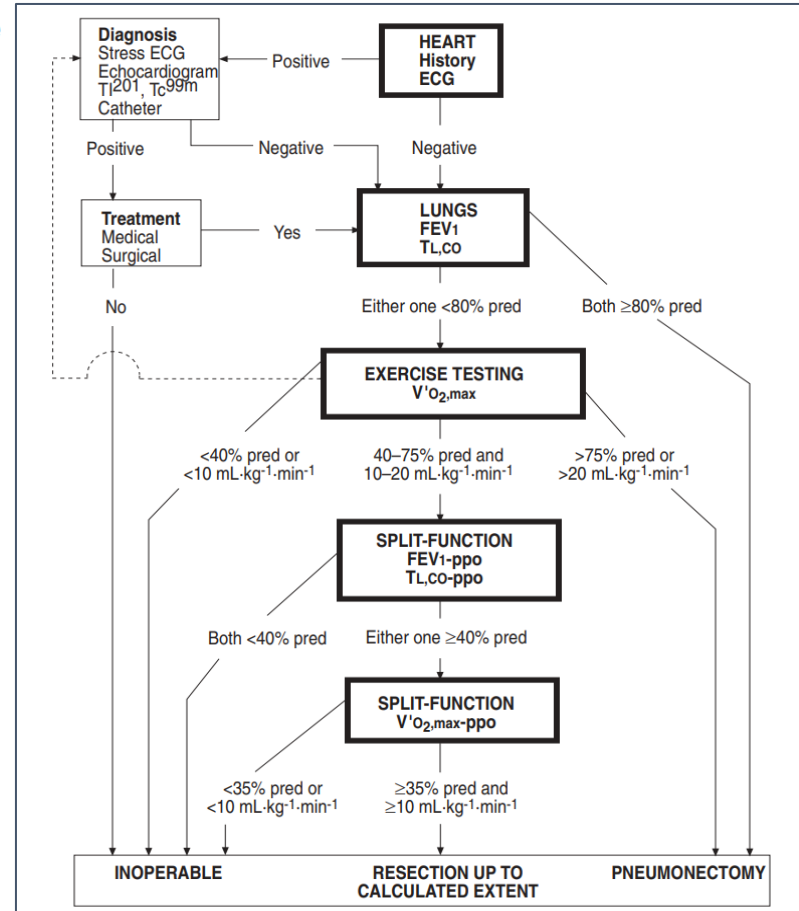 Diagnosis
Stress ECG
Echocardiogram
Tl201, Tc99m
Catheter
Positive
HEART
History
ECG
Positive
Negative
Negative
Treatment
Medical
Surgical
Yes
LUNGS
FEV1
TL,CO
No
Either one <80% pred
Both ≥80% pred
EXERCISE TESTING
V'O2,max
<40% pred or
<10 mL·kg-1·min-1
40–75% pred and
10–20 mL·kg-1·min-1
>75% pred or
>20 mL·kg-1·min-1
SPLIT-FUNCTION
FEV1-ppo
TL,CO-ppo
Both <40% pred
Either one ≥40% pred
SPLIT-FUNCTION
V'O2,max-ppo
<35% pred or
<10 mL·kg-1·min-1
≥35% pred and
≥10 mL·kg-1·min-1
INOPERABLE
RESECTION UP TO
CALCULATED EXTENT
PNEUMONECTOMY